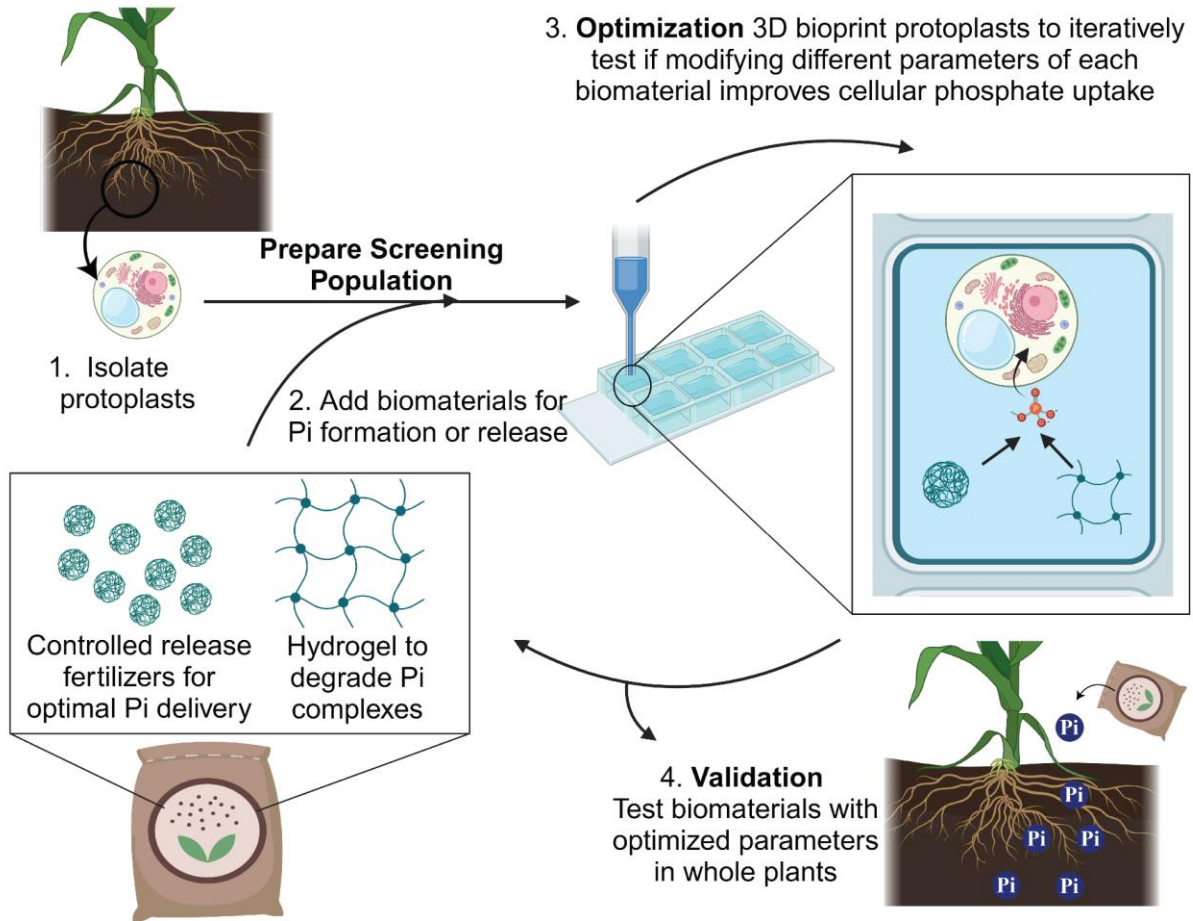 3. Optimization 3D bioprint protoplasts to iteratively
test if modifying different parameters of each
biomaterial improves cellular phosphate uptake
Prepare Screening
Population
1. Isolate
protoplasts
2. Add biomaterials for
Pi formation or release
Controlled release
fertilizers for
optimal Pi delivery
Hydrogel to
degrade Pi
complexes
4. Validation
Test biomaterials with
optimized parameters
in whole plants
P
O
O
O
O
Pi
Pi
Pi
Pi
Pi
Pi